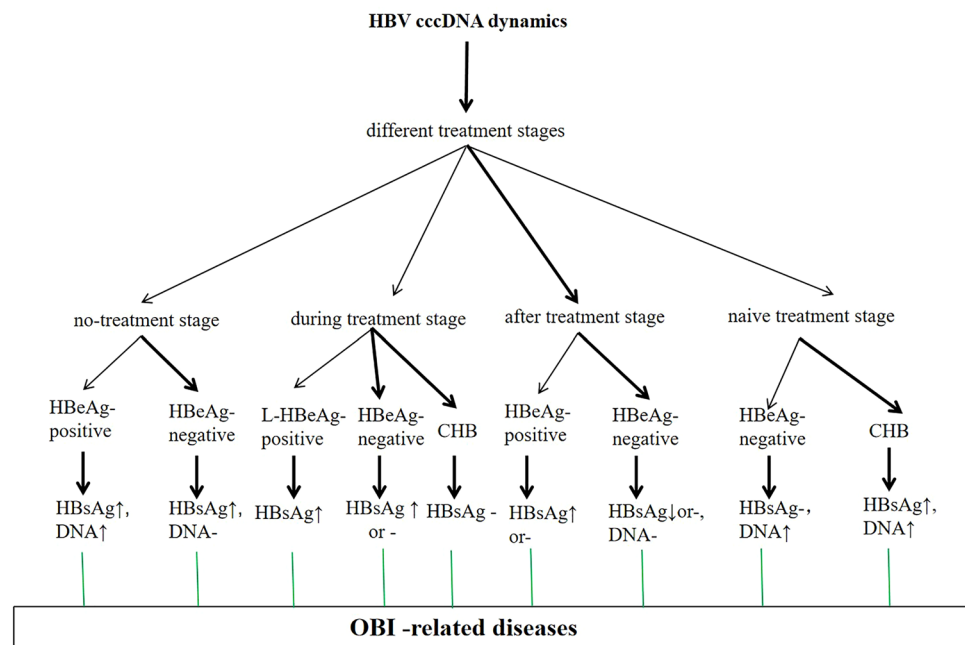 HBV cccDNA dynamics
different treatment stages
no-treatment stage
during treatment stage
after treatment stage
naive treatment stage
HBeAg-
positive
HBeAg-
negative
L-HBeAg-
positive
HBeAg-
negative
CHB
HBeAg-
positive
HBeAg-
negative
HBeAg-
negative
CHB
HBsAg↑,
DNA↑
HBsAg↑,
DNA-
HBsAg↑
HBsAg ↑
or -
HBsAg -
HBsAg↑
or-
HBsAg↓or-,
DNA-
HBsAg-,
DNA↑
HBsAg↑,
DNA↑
OBI -related diseases